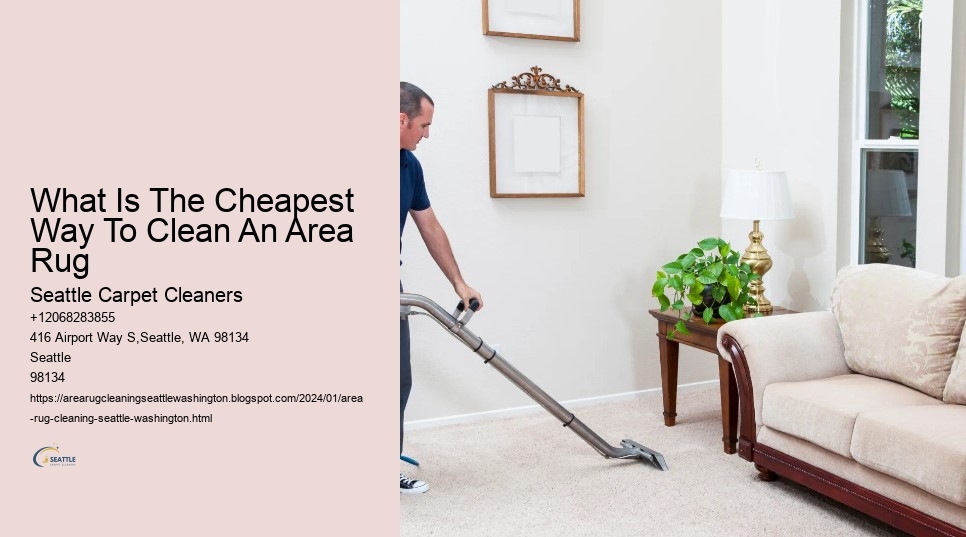 What Is The Cheapest
Way To Clean An Area
Rug
Seattle Carpet Cleaners
+12068283855
416 Airport Way S,Seattle, WA 98134
Seattle
98134
https://arearugcleaningseattlewashington.blogspot.com/2024/01/area
-rug-cleaning-seattle-washington.html
SEATTLE